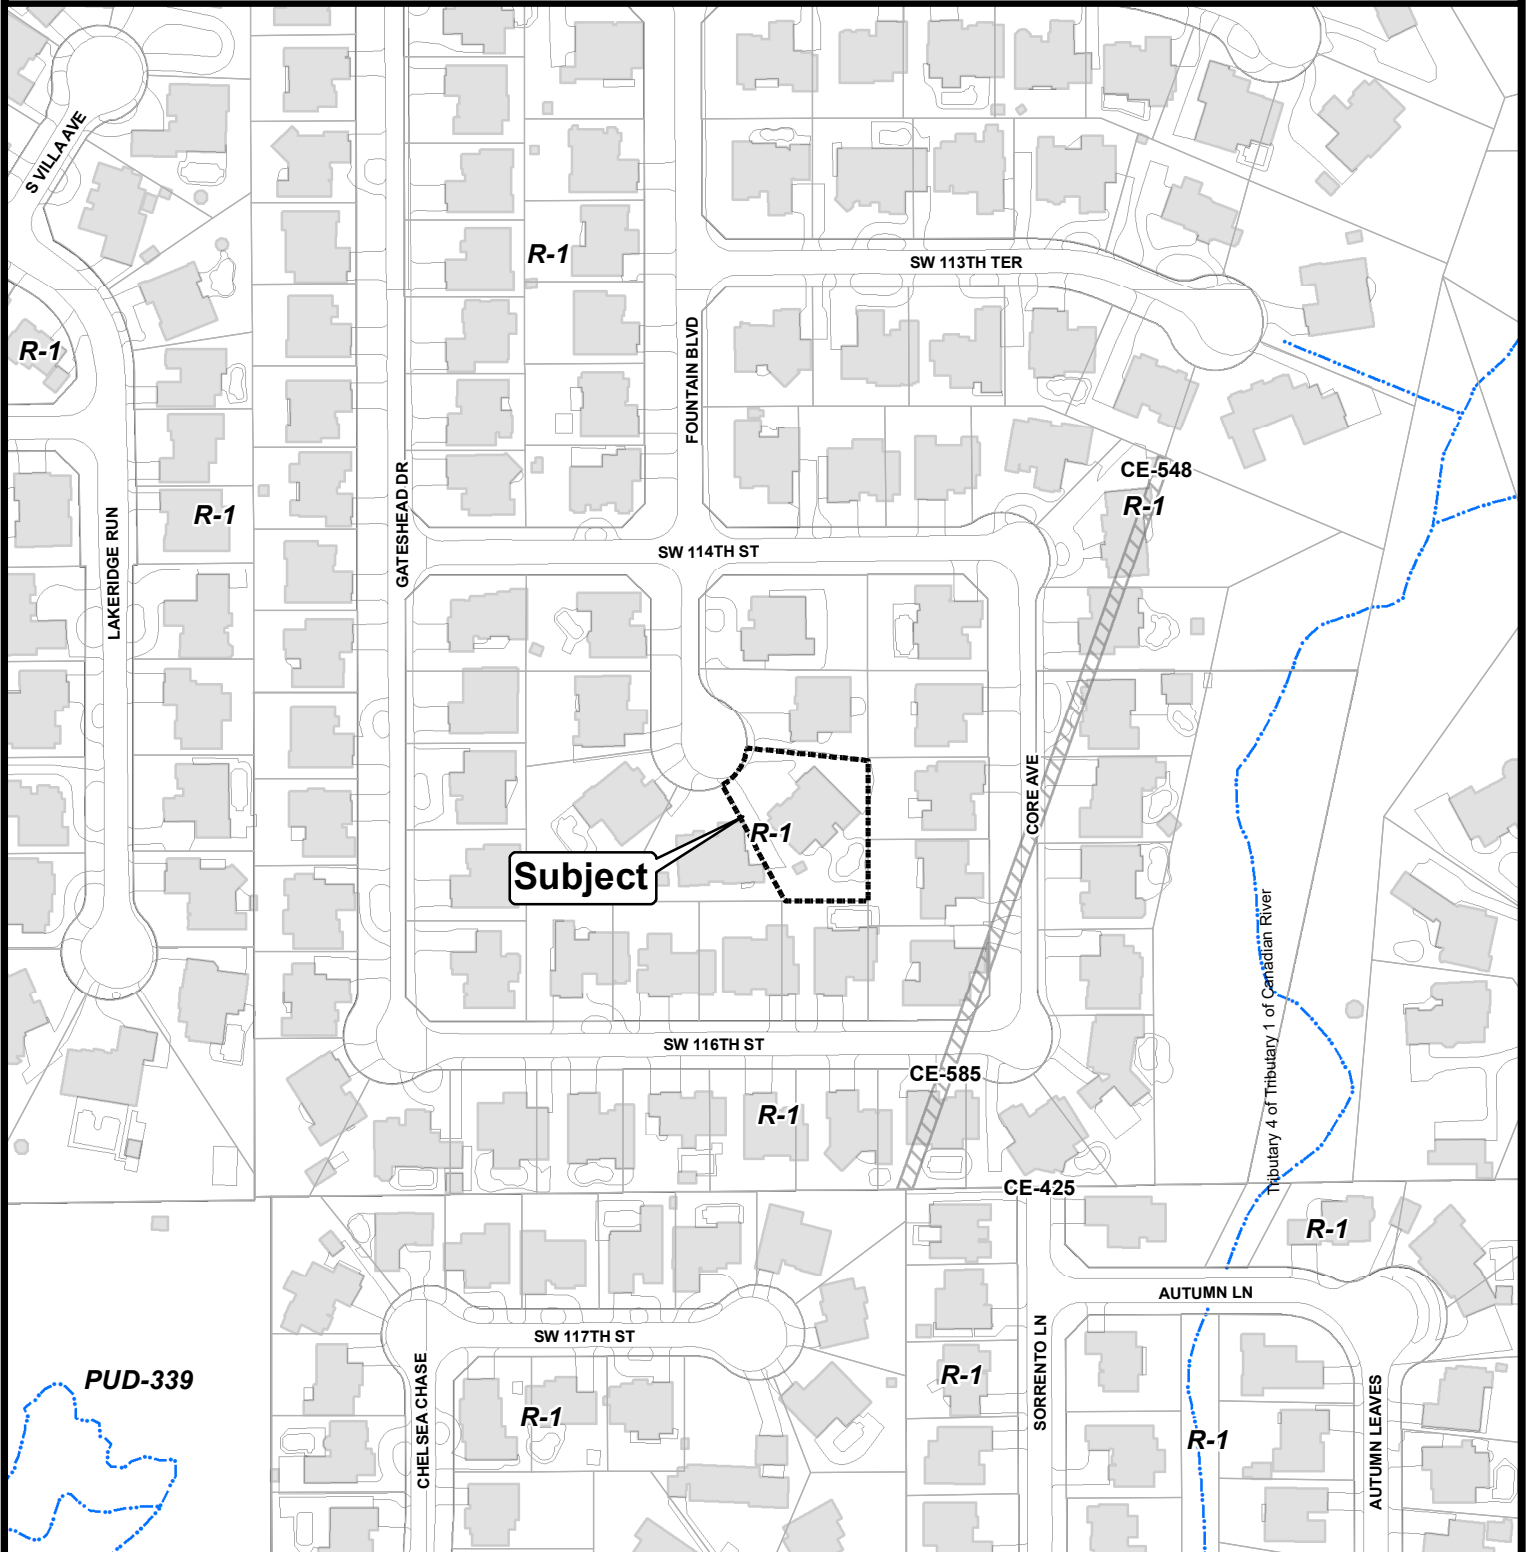 S VILLA AVE
R-1
SW 113TH TER
R-1
FOUNTAIN BLVD
GATESHEAD DR
CE-548
R-1
R-1
LAKERIDGE RUN
SW 114TH ST
CORE AVE
R-1
Subject
Tributary 4 of Tributary 1 of Canadian River
SW 116TH ST
CE-585
R-1
CE-425
R-1
AUTUMN LN
SW 117TH ST
SORRENTO LN
PUD-339
CHELSEA CHASE
R-1
R-1
R-1
AUTUMN LEAVES